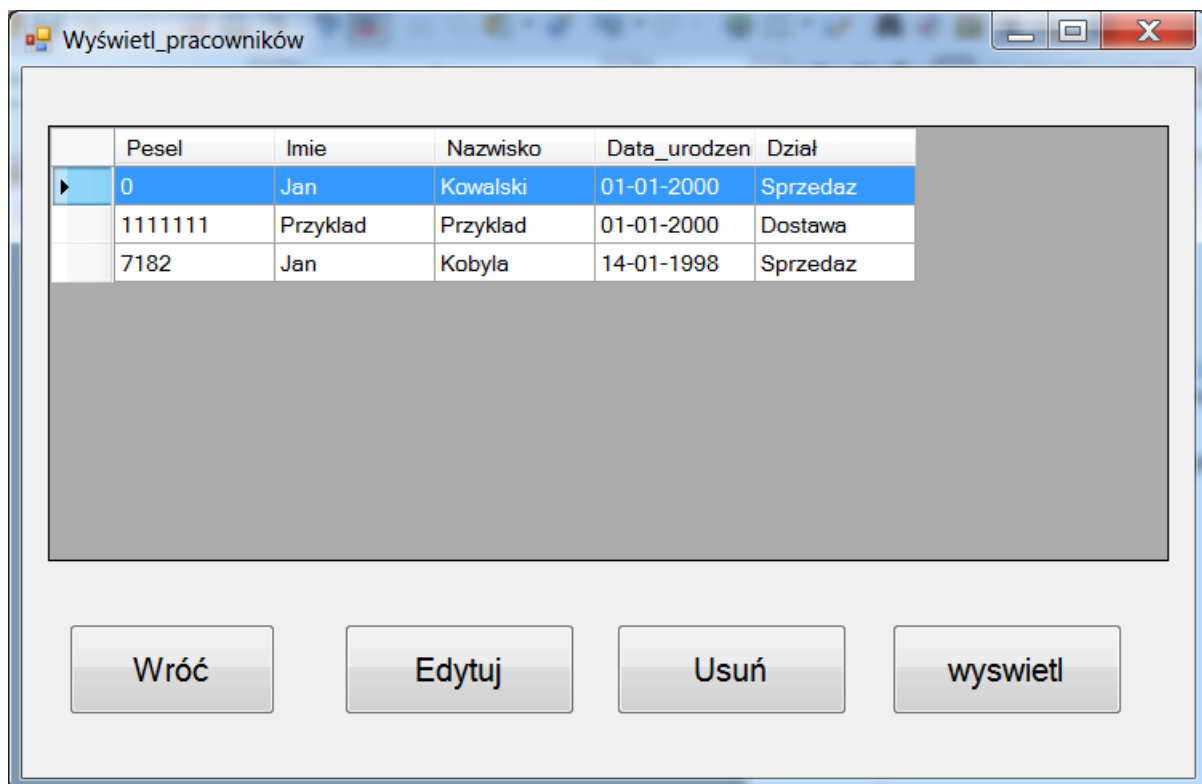 Wyświetl_pracowników
Pesel Imie Nazwisko Data_urodzeni Dział
0 Jan Kowalski 01-01-2000 Sprzedaz
1111111 Przyklad Przyklad 01-01-2000 Dostawa
7182 Jan Kobyla 14-01-1998 Sprzedaz
Wróć Edytuj Usuń wyswietl